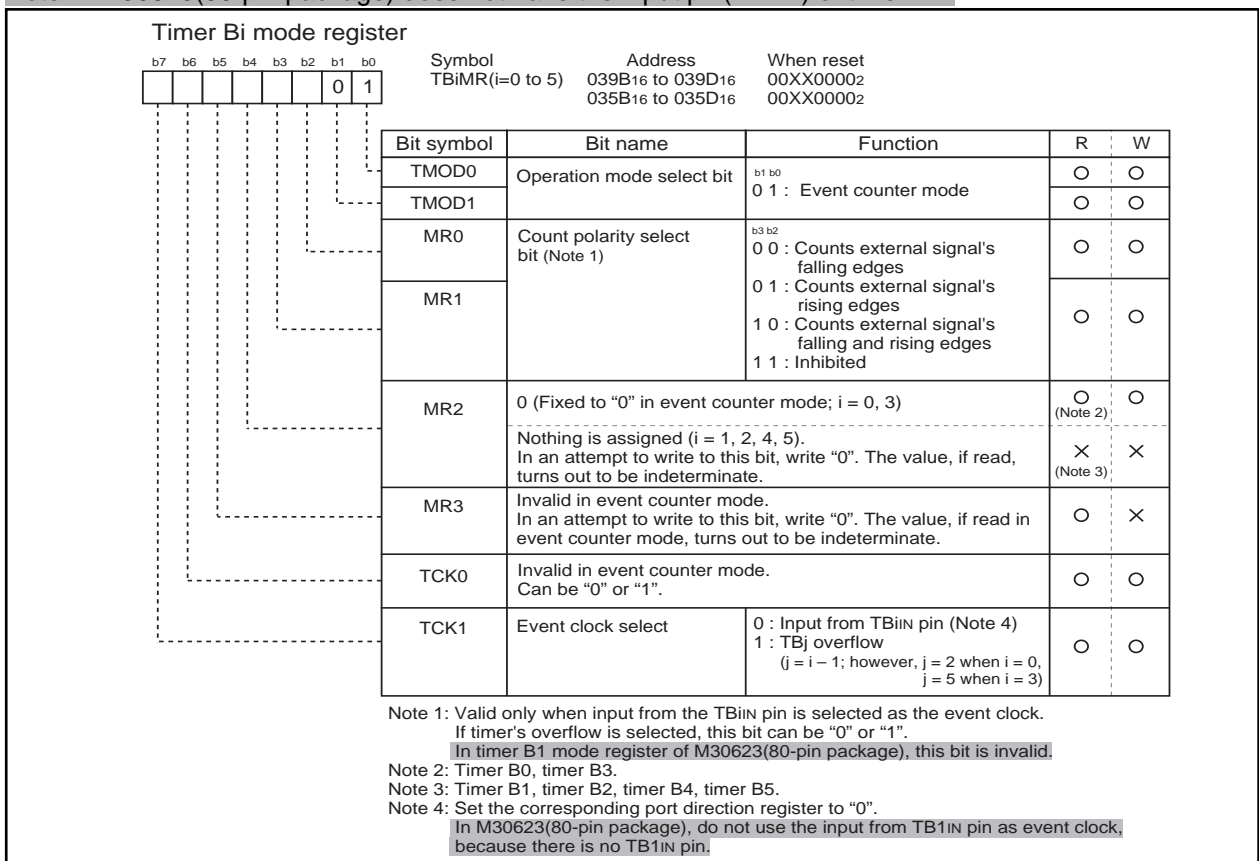 Timer Bi mode register
b7 b6 b5 b4 b3 b2 b1 b0
0 1
Symbol Address When reset
TBiMR(i=0 to 5) 039B16 to 039D16 00XX00002
035B16 to 035D16 00XX00002
Bit symbol Bit name Function R W
TMOD0 Operation mode select bit b1 b0
0 1 : Event counter mode
TMOD1
MR0 Count polarity select
bit (Note 1)
b3 b2
0 0 : Counts external signal's
falling edges
0 1 : Counts external signal's
rising edges
1 0 : Counts external signal's
falling and rising edges
1 1 : Inhibited
MR1
MR2 0 (Fixed to “0” in event counter mode; i = 0, 3)
(Note 2)
Nothing is assigned (i = 1, 2, 4, 5).
In an attempt to write to this bit, write “0”. The value, if read,
turns out to be indeterminate.
(Note 3)
MR3 Invalid in event counter mode.
In an attempt to write to this bit, write “0”. The value, if read in
event counter mode, turns out to be indeterminate.
TCK0 Invalid in event counter mode.
Can be “0” or “1”.
TCK1 Event clock select 0 : Input from TBiIN pin (Note 4)
1 : TBj overflow
(j = i – 1; however, j = 2 when i = 0,
j = 5 when i = 3)
Note 1: Valid only when input from the TBiIN pin is selected as the event clock.
If timer's overflow is selected, this bit can be “0” or “1”.
In timer B1 mode register of M30623(80-pin package), this bit is invalid.
Note 2: Timer B0, timer B3.
Note 3: Timer B1, timer B2, timer B4, timer B5.
Note 4: Set the corresponding port direction register to “0”.
In M30623(80-pin package), do not use the input from TB1IN pin as event clock,
because there is no TB1IN pin.